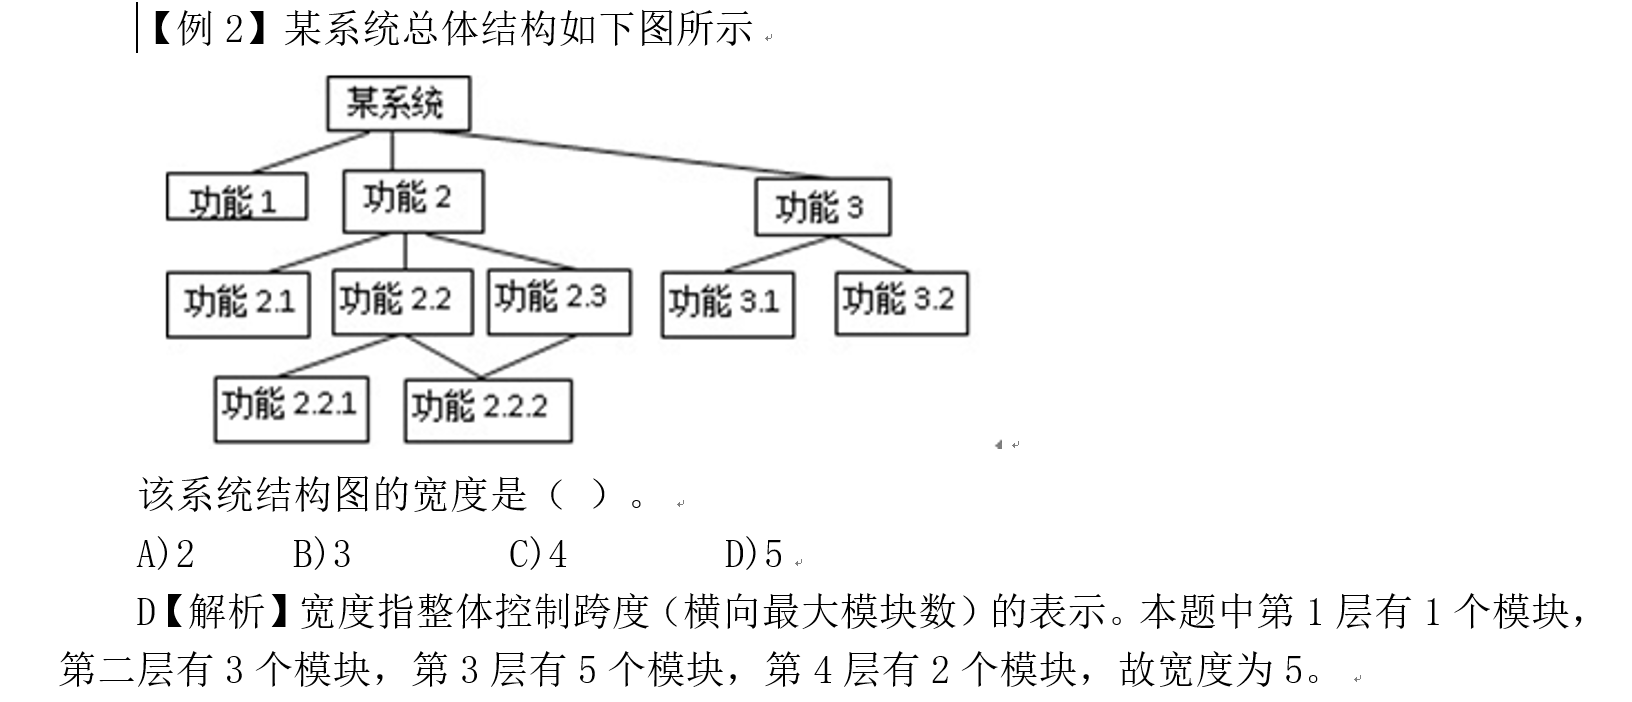 【例2】某系统总体结构如下图所示
某系统
功能1 功能2 功能3
功能2.1 功能2.2 功能2.3 功能3.1 功能3.2
功能2.2.1 功能2.2.2
该系统结构图的宽度是（ ）。
A)2 B)3 C)4 D)5
D【解析】宽度指整体控制跨度（横向最大模块数）的表示。本题中第1层有1个模块，
第二层有3个模块，第3层有5个模块，第4层有2个模块，故宽度为5。